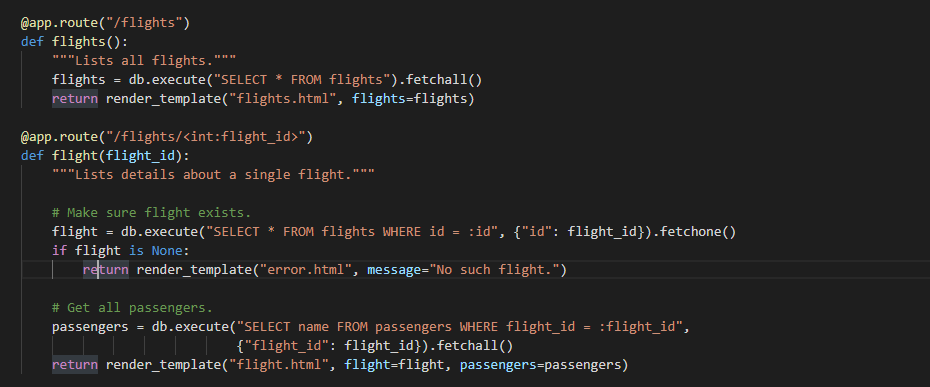 @app.route("/flights")
def flights():
    """Lists all flights."""
    flights = db.execute("SELECT * FROM flights").fetchall()
    return render_template("flights.html", flights=flights)

@app.route("/flights/<int:flight_id>")
def flight(flight_id):
    """Lists details about a single flight."""

    # Make sure flight exists.
    flight = db.execute("SELECT * FROM flights WHERE id = :id", {"id": flight_id}).fetchone()
    if flight is None:
        return render_template("error.html", message="No such flight.")

    # Get all passengers.
    passengers = db.execute("SELECT name FROM passengers WHERE flight_id = :flight_id",
                            {"flight_id": flight_id}).fetchall()
    return render_template("flight.html", flight=flight, passengers=passengers)